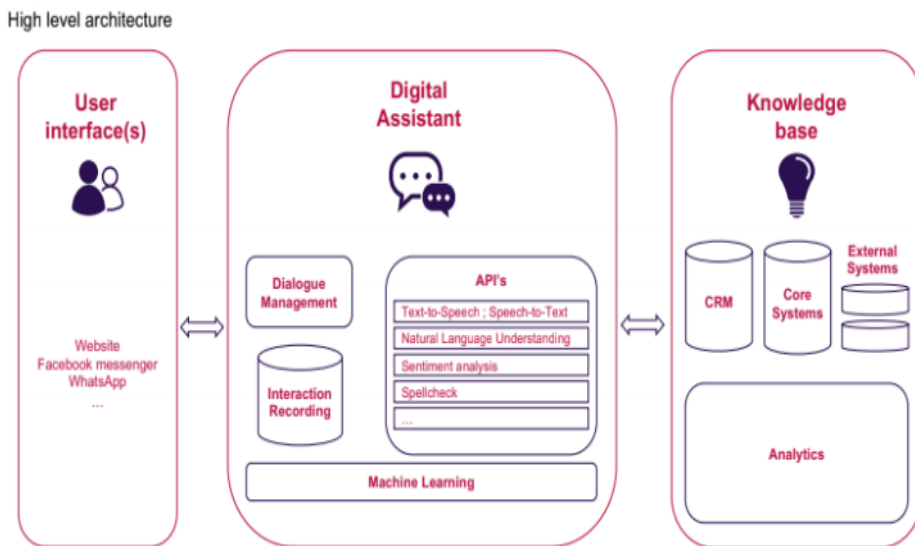 High level architecture
User
interface(s)
Website
Facebook messenger
WhatsApp
…
Digital
Assistant
Dialogue
Management
Interaction
Recording
API's
Text-to-Speech ; Speech-to-Text
Natural Language Understanding
Sentiment analysis
Spellcheck
…
Machine Learning
Knowledge
base
CRM
Core
Systems
External
Systems
Analytics